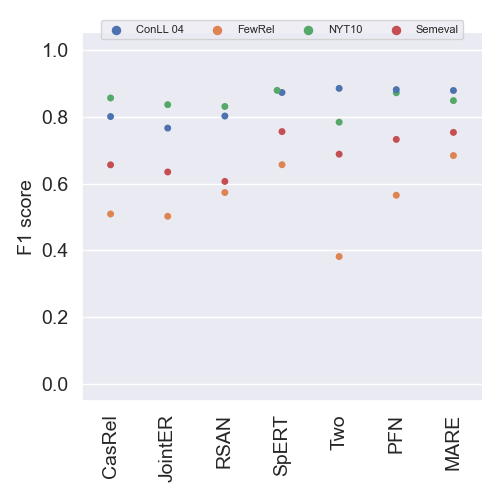 ConLL 04 FewRel NYT10 Semeval
1.0
0.8
0.6
0.4
0.2
0.0
F1 score
CasRel
JointER
RSAN
SpERT
Two
PFN
MARE